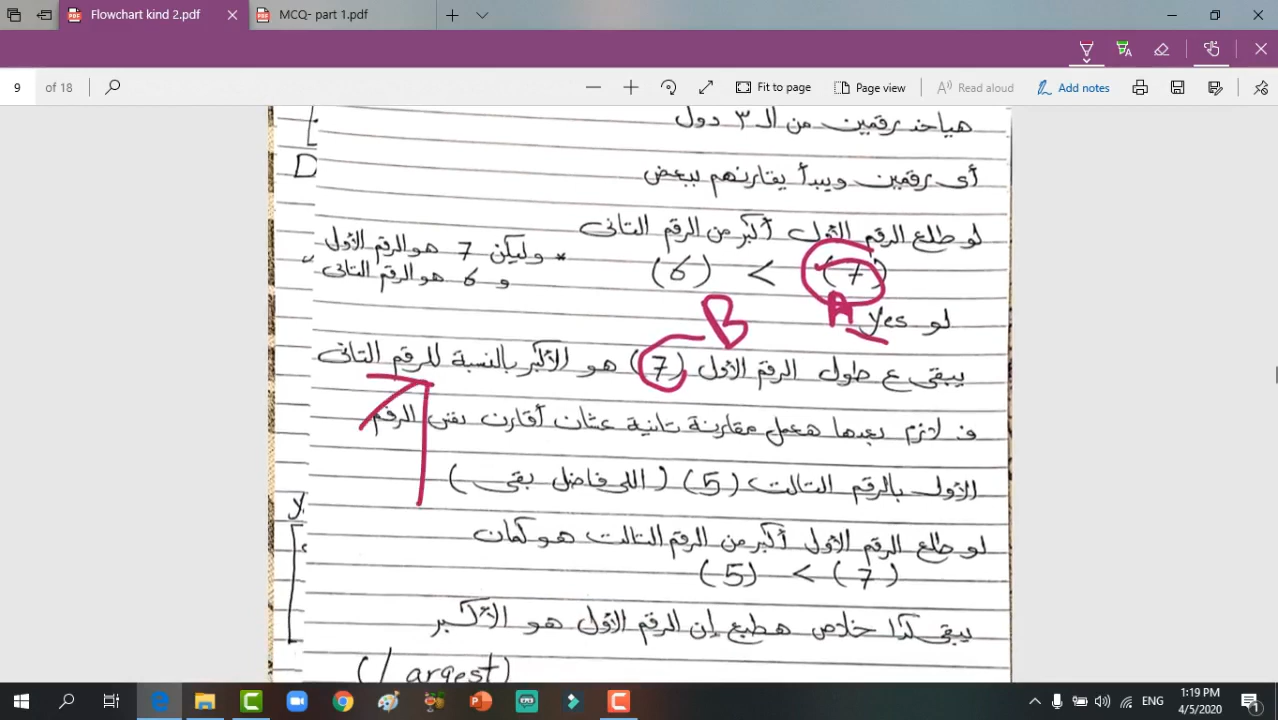 Flowchart kind 2.pdf
MCQ- part 1.pdf
9 of 18
Fit to page
Page view
Read aloud
Add notes
هياخد رقمين من الـ ٣ دول
D
أى رقمين ويبدأ يقارنهم ببعض
لو طلع الرقم الأول أكبر من الرقم التانى
* وليكن 7 هو الرقم الأول
و 6 هو الرقم التانى
(7) < (6)
A
B
لو yes
يبقى ع طول الرقم الأول (7) هو الأكبر بالنسبة للرقم التانى
ف لازم بعدها هعمل مقارنة تانية عشان أقارن بقى الرقم
الأول بالرقم التالت (5) (اللى فاضل بقى)
y
لو طلع الرقم الأول أكبر من الرقم التالت هو كمان
(7) < (5)
يبقى كدا خلاص هطبع إن الرقم الأول هو الأكبر
(largest)
ENG
1:19 PM
4/5/2020
1